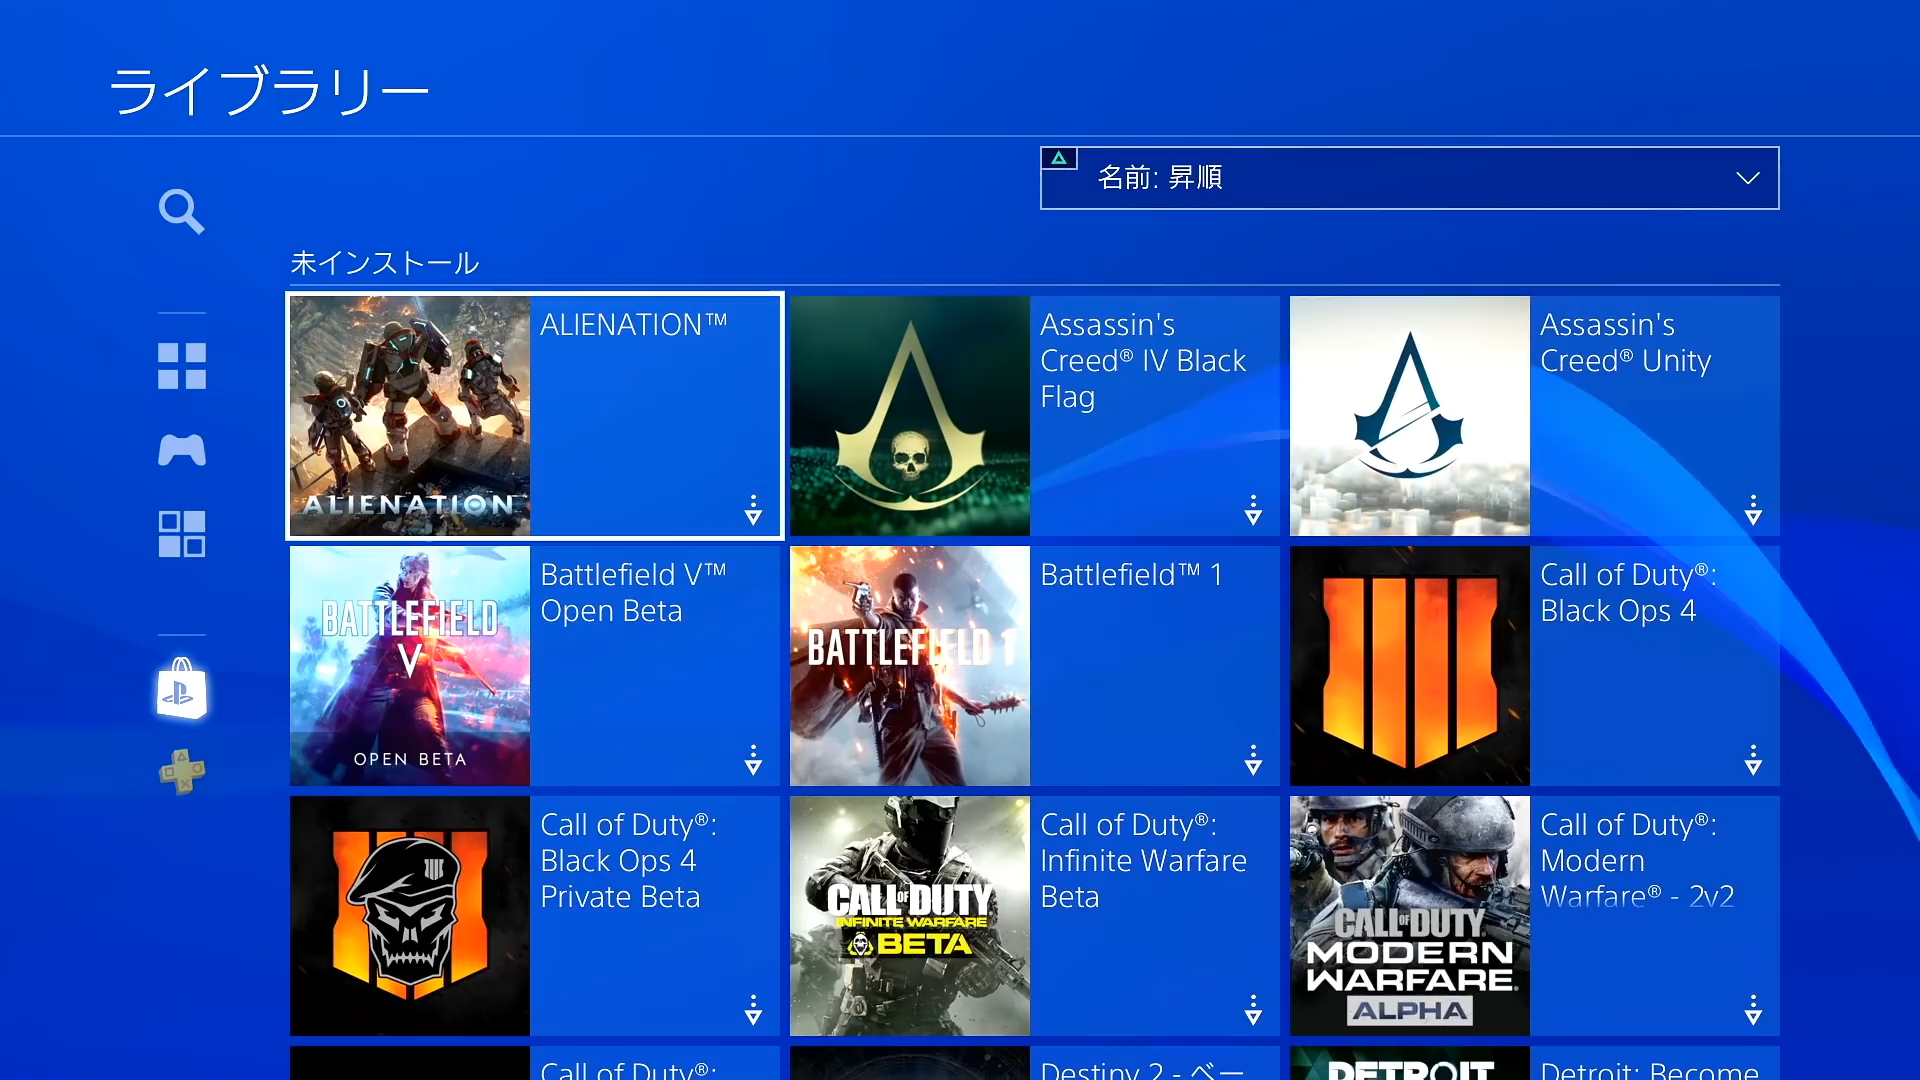 ライブラリー
名前: 昇順
未インストール
ALIENATION
ALIENATION™
Assassin's
Creed® IV Black
Flag
Assassin's
Creed® Unity
BATTLEFIELD
V
OPEN BETA
Battlefield V™
Open Beta
BATTLEFIELD 1
Battlefield™ 1
Call of Duty®:
Black Ops 4
Call of Duty®:
Black Ops 4
Private Beta
CALL OF DUTY
INFINITE WARFARE
BETA
Call of Duty®:
Infinite Warfare
Beta
CALL OF DUTY
MODERN
WARFARE®
ALPHA
Call of Duty®:
Modern
Warfare® - 2v2
Call of Duty®:
Destiny 2 - ベー
DETROIT
Detroit: Become